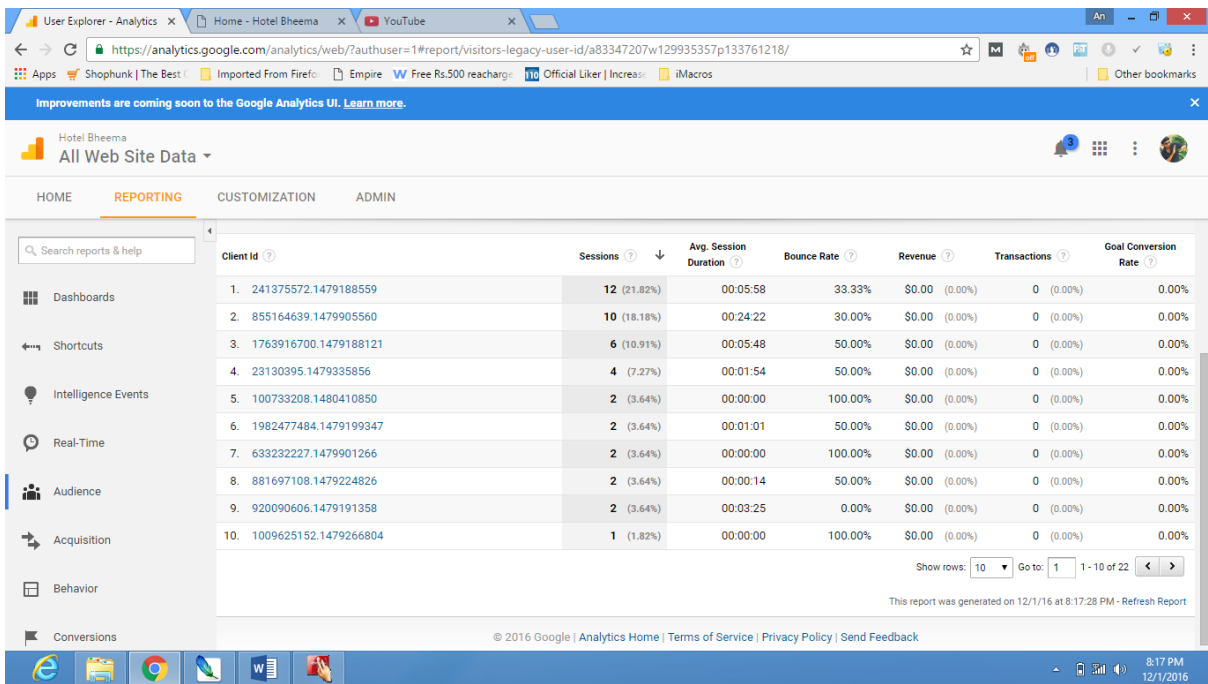 User Explorer - Analytics
Home - Hotel Bheema
YouTube
An
https://analytics.google.com/analytics/web/?authuser=1#report/visitors-legacy-user-id/a83347207w129935357p133761218/
Apps Shophunk | The Best Imported From Firefo Empire W Free Rs.500 reacharge 110 Official Liker | Increase iMacros Other bookmarks
Improvements are coming soon to the Google Analytics UI. Learn more.
Hotel Bheema
All Web Site Data
3
HOME REPORTING CUSTOMIZATION ADMIN
Search reports & help
Dashboards
Shortcuts
Intelligence Events
Real-Time
Audience
Acquisition
Behavior
Conversions
Client Id Sessions Avg. Session Duration Bounce Rate Revenue Transactions Goal Conversion Rate
1. 241375572.1479188559 12 (21.82%) 00:05:58 33.33% $0.00 (0.00%) 0 (0.00%) 0.00%
2. 855164639.1479905560 10 (18.18%) 00:24:22 30.00% $0.00 (0.00%) 0 (0.00%) 0.00%
3. 1763916700.1479188121 6 (10.91%) 00:05:48 50.00% $0.00 (0.00%) 0 (0.00%) 0.00%
4. 23130395.1479335856 4 (7.27%) 00:01:54 50.00% $0.00 (0.00%) 0 (0.00%) 0.00%
5. 100733208.1480410850 2 (3.64%) 00:00:00 100.00% $0.00 (0.00%) 0 (0.00%) 0.00%
6. 1982477484.1479199347 2 (3.64%) 00:01:01 50.00% $0.00 (0.00%) 0 (0.00%) 0.00%
7. 633232227.1479901266 2 (3.64%) 00:00:00 100.00% $0.00 (0.00%) 0 (0.00%) 0.00%
8. 881697108.1479224826 2 (3.64%) 00:00:14 50.00% $0.00 (0.00%) 0 (0.00%) 0.00%
9. 920090606.1479191358 2 (3.64%) 00:03:25 0.00% $0.00 (0.00%) 0 (0.00%) 0.00%
10. 1009625152.1479266804 1 (1.82%) 00:00:00 100.00% $0.00 (0.00%) 0 (0.00%) 0.00%
Show rows: 10 Go to: 1 1 - 10 of 22
This report was generated on 12/1/16 at 8:17:28 PM - Refresh Report
© 2016 Google | Analytics Home | Terms of Service | Privacy Policy | Send Feedback
8:17 PM
12/1/2016